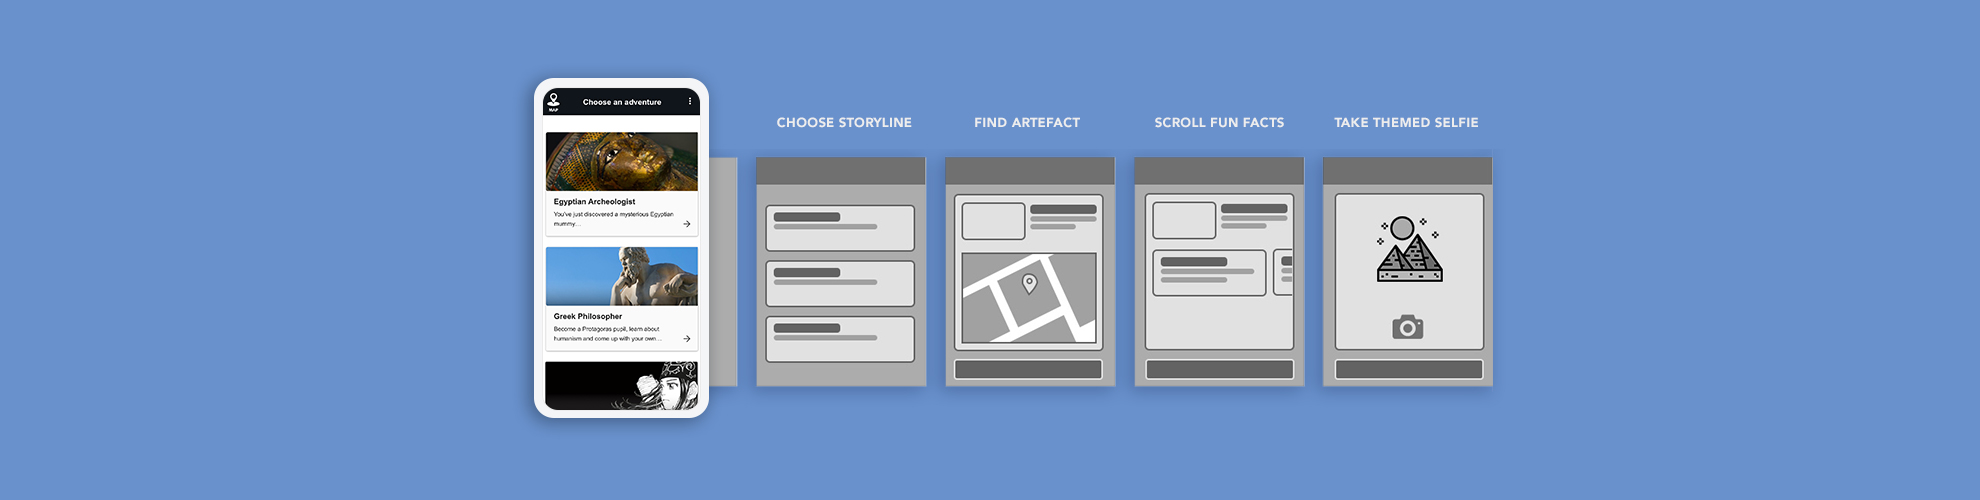 MAP
Choose an adventure
Egyptian Archeologist
You've just discovered a mysterious Egyptian
mummy...
Greek Philosopher
Become a Protagoras pupil, learn about
humanism and come up with your own...
CHOOSE STORYLINE
FIND ARTEFACT
SCROLL FUN FACTS
TAKE THEMED SELFIE